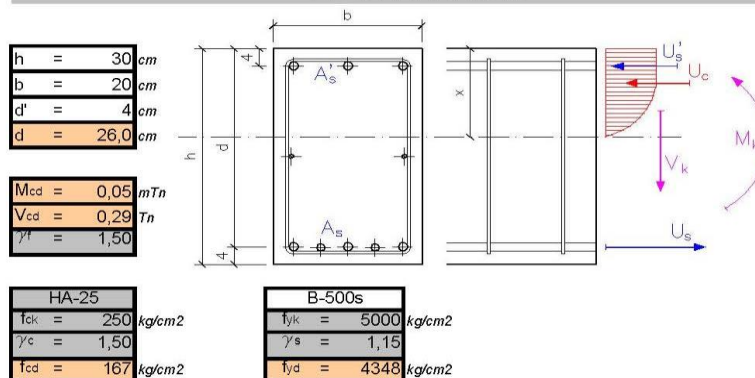 b
h = 30 cm
b = 20 cm
d' = 4 cm
d = 26,0 cm
Mcd = 0,05 mTn
Vcd = 0,29 Tn
γf = 1,50
4
A's
h
d
As
4
x
U's
Uc
Vk
Us
HA-25
fck = 250 kg/cm2
γc = 1,50
fcd = 167 kg/cm2
B-500s
fyk = 5000 kg/cm2
γs = 1,15
fyd = 4348 kg/cm2